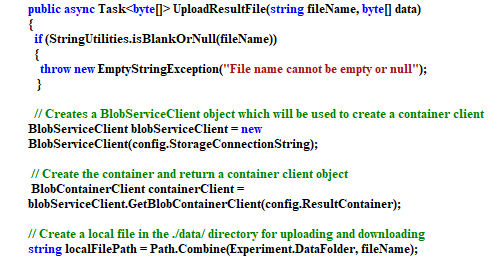 public async Task<byte[]> UploadResultFile(string fileName, byte[] data)
{
if (StringUtilities.isBlankOrNull(fileName))
{
throw new EmptyStringException("File name cannot be empty or null");
}
// Creates a BlobServiceClient object which will be used to create a container client
BlobServiceClient blobServiceClient = new
BlobServiceClient(config.StorageConnectionString);
// Create the container and return a container client object
BlobContainerClient containerClient =
blobServiceClient.GetBlobContainerClient(config.ResultContainer);
// Create a local file in the ./data/ directory for uploading and downloading
string localFilePath = Path.Combine(Experiment.DataFolder, fileName);